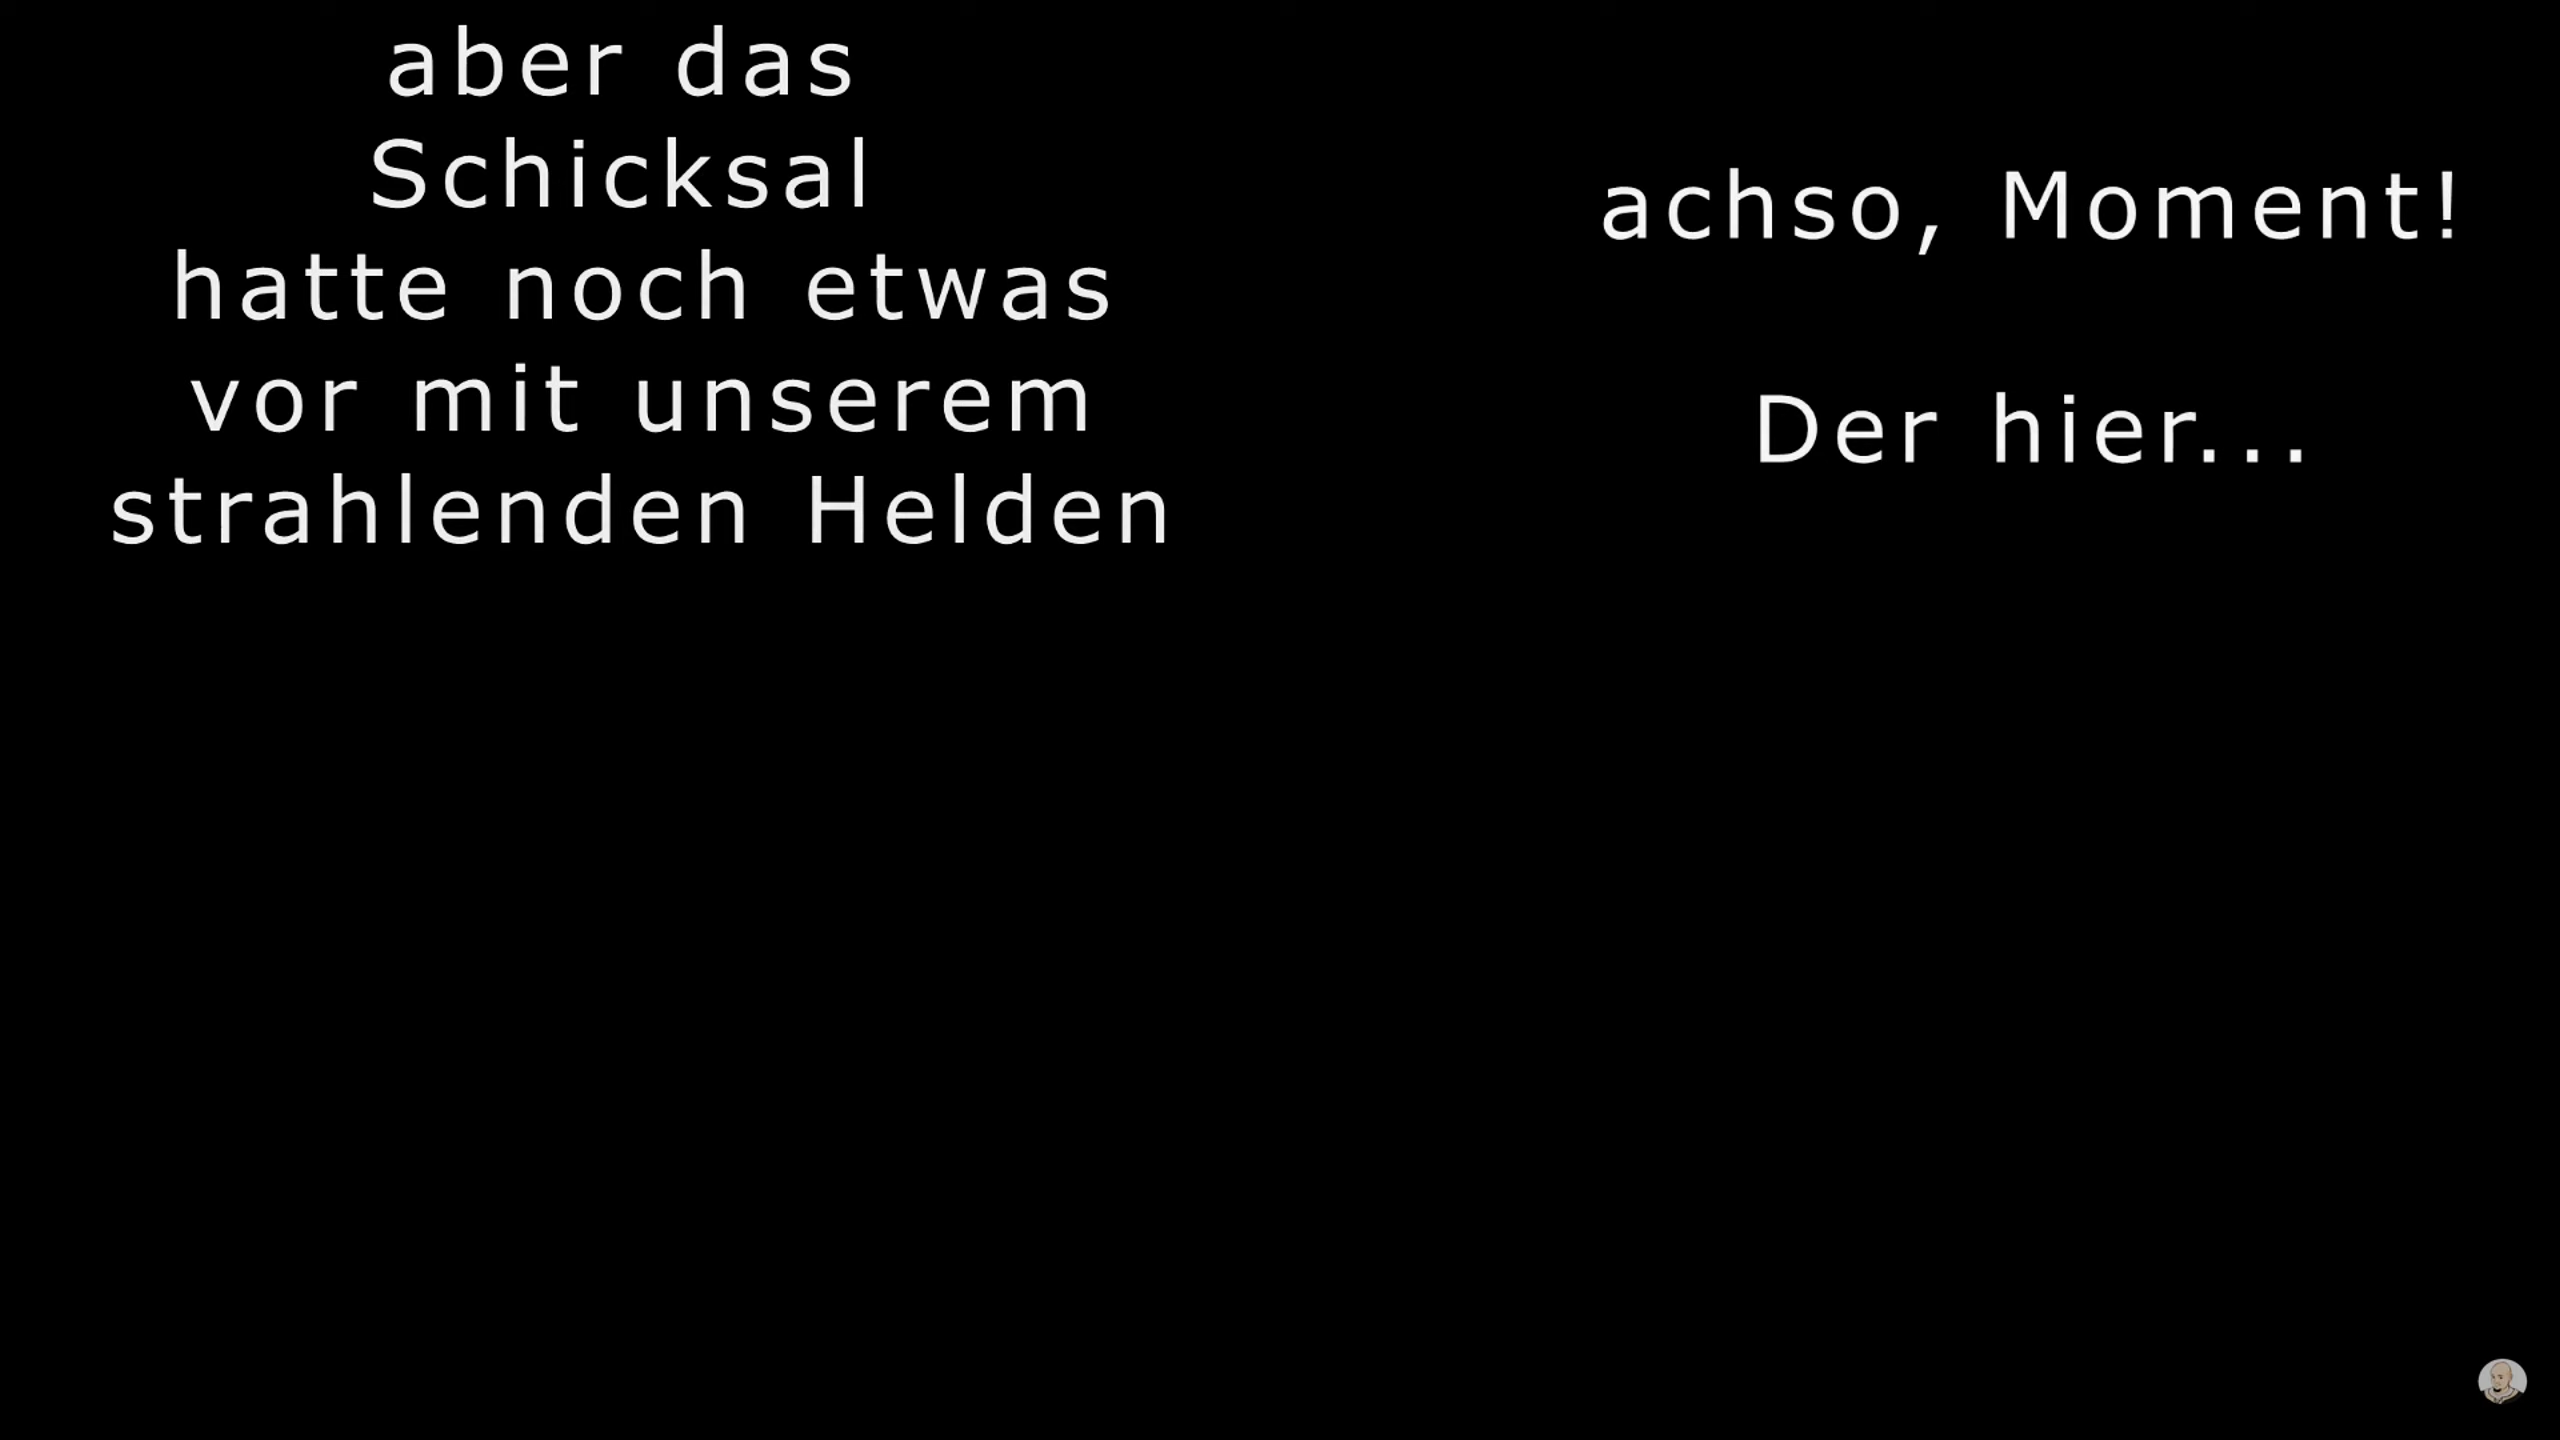 aber das
Schicksal
hatte noch etwas
vor mit unserem
strahlenden Helden
achso, Moment!
Der hier...